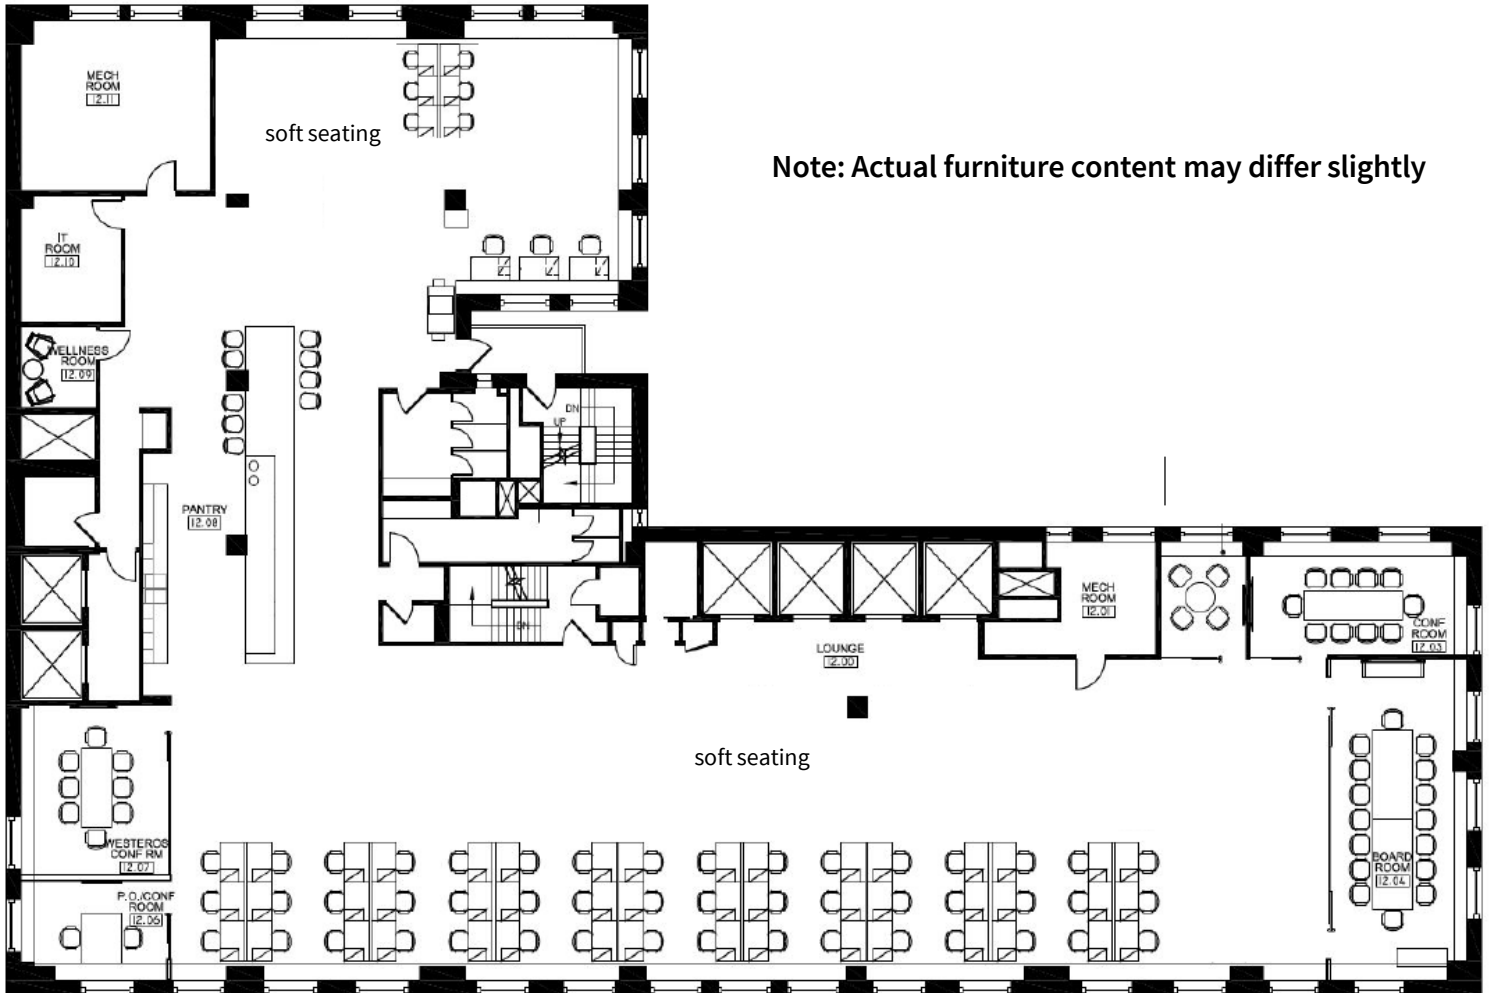 MECH
ROOM
12.11
soft seating
Note: Actual furniture content may differ slightly
IT
ROOM
12.10
WELLNESS
ROOM
12.09
DN
UP
PANTRY
12.08
DN
MECH
ROOM
12.01
CONF
ROOM
12.03
LOUNGE
12.00
soft seating
WESTEROS
CONF RM
12.07
BOARD
ROOM
12.04
P.O./CONF
ROOM
12.06